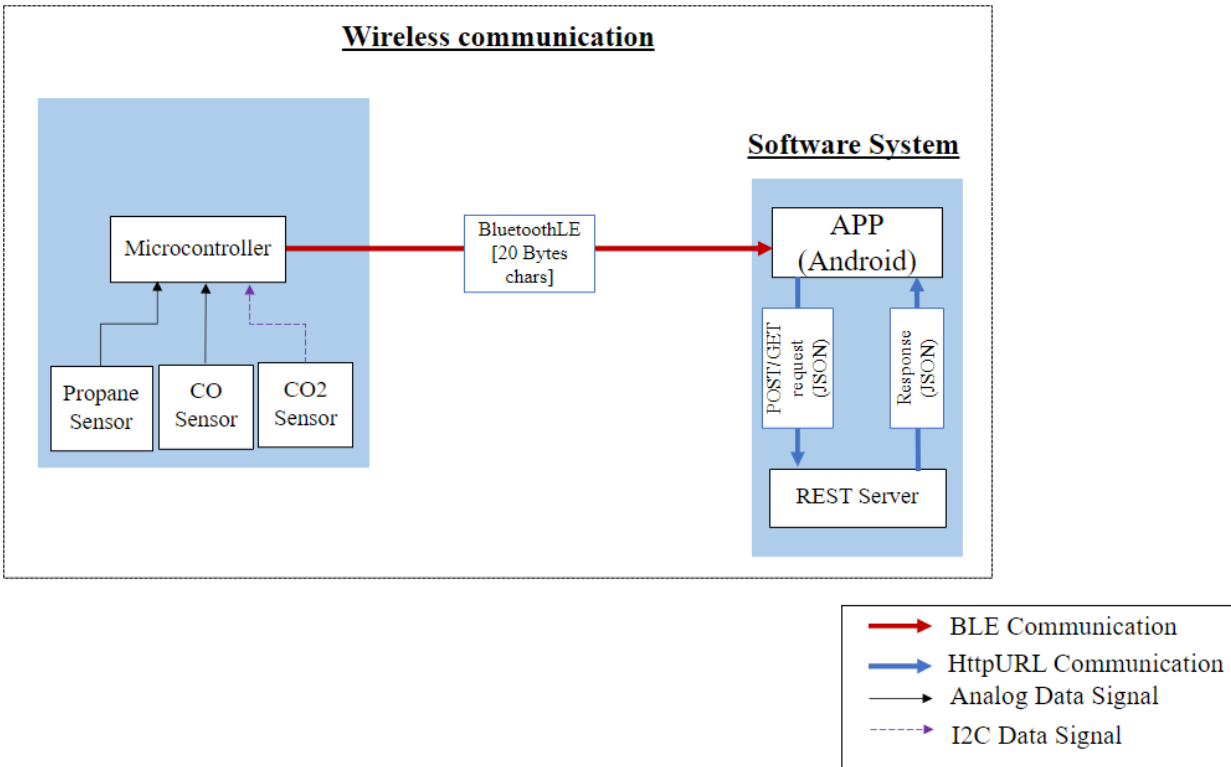 Wireless communication
Software System
Microcontroller
BluetoothLE
[20 Bytes
chars]
APP
(Android)
Propane
Sensor
CO
Sensor
CO2
Sensor
POST/GET
request
(JSON)
Response
(JSON)
REST Server
BLE Communication
HttpURL Communication
Analog Data Signal
I2C Data Signal